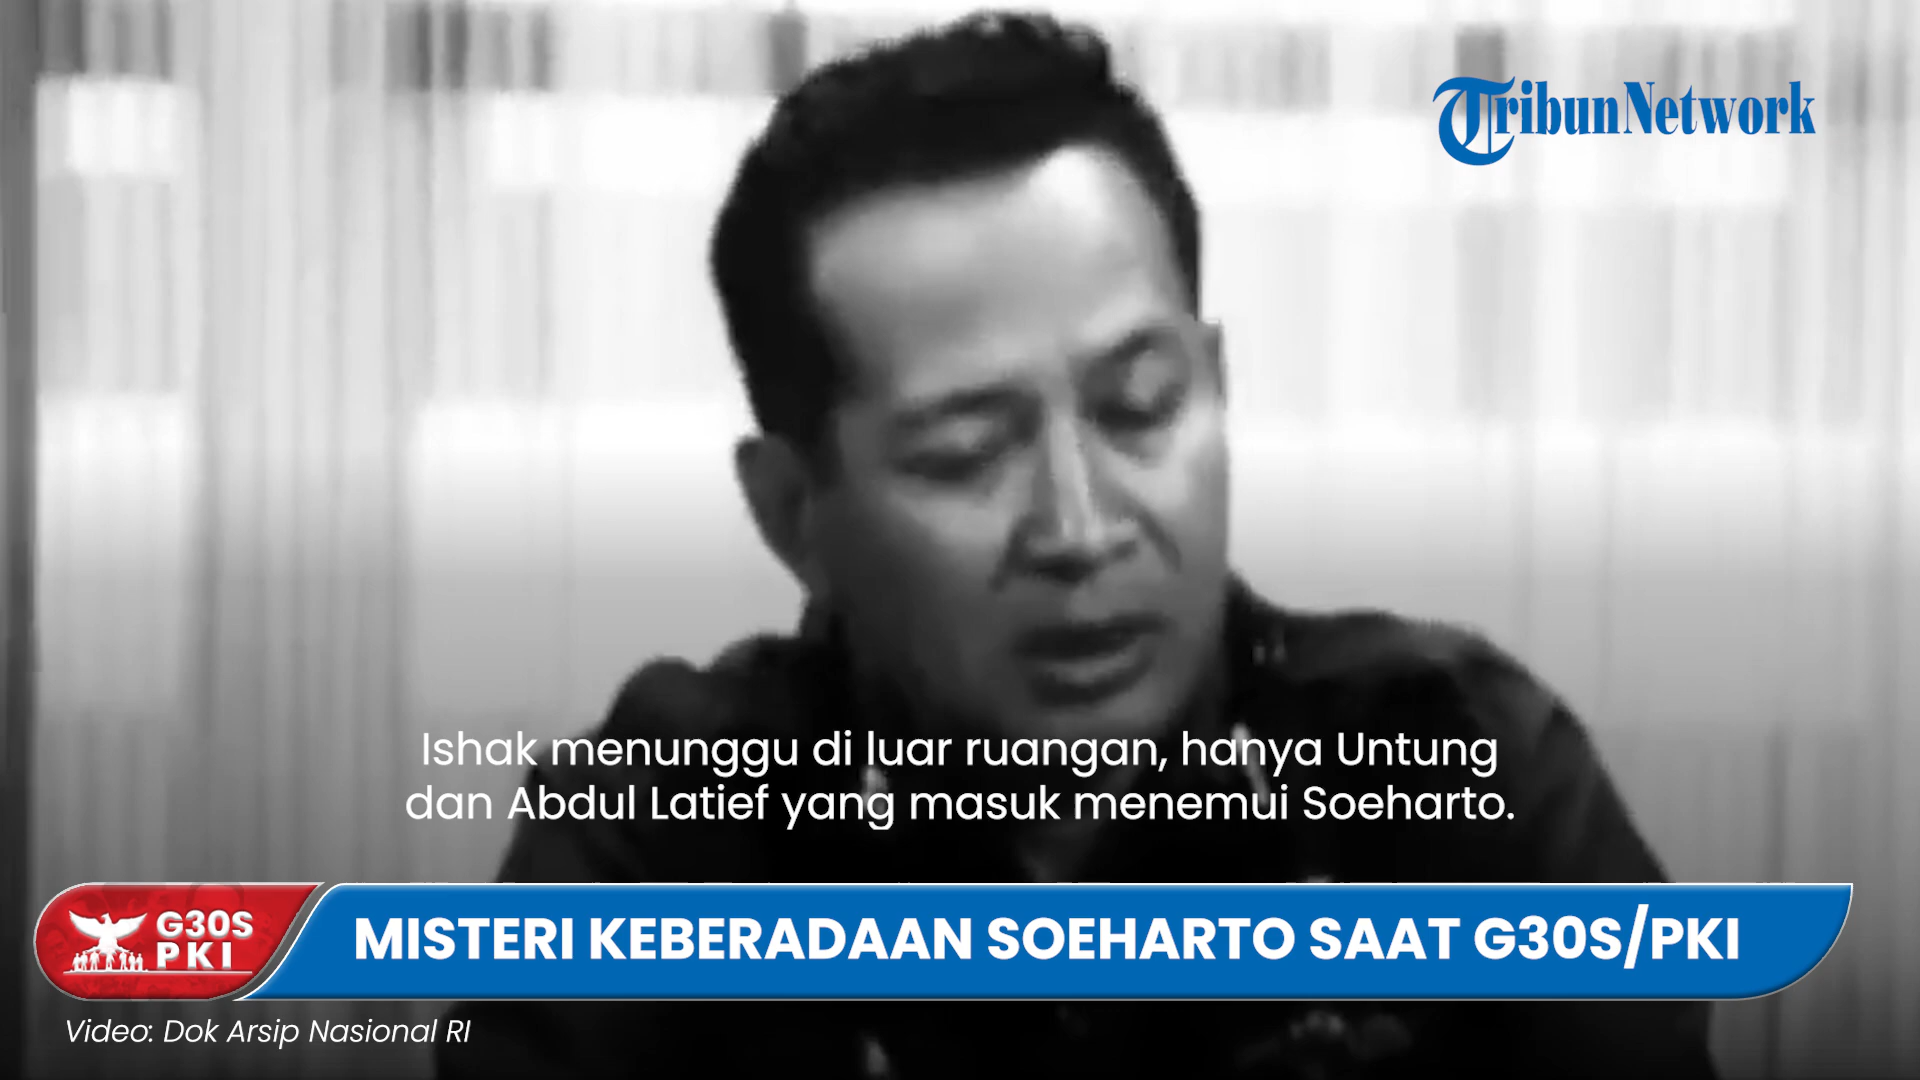 TribunNetwork
Ishak menunggu di luar ruangan, hanya Untung
dan Abdul Latief yang masuk menemui Soeharto.
G30S
PKI
MISTERI KEBERADAAN SOEHARTO SAAT G30S/PKI
Video: Dok Arsip Nasional RI